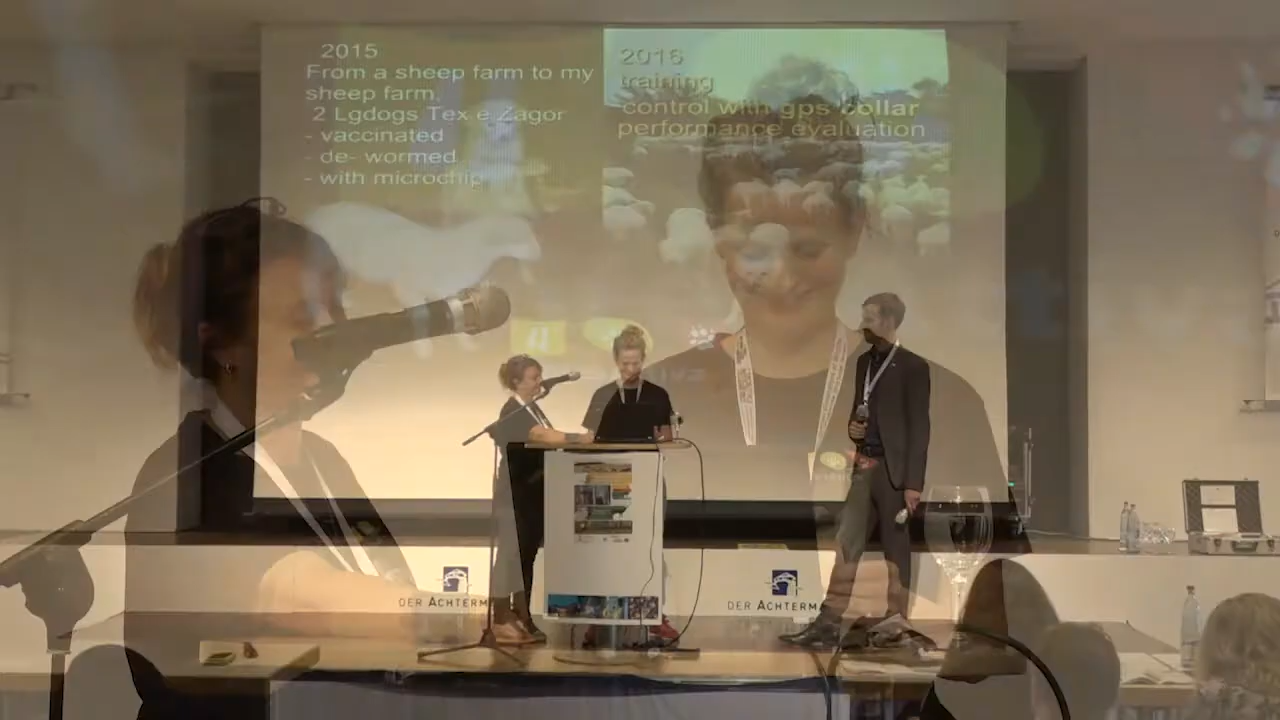 2015
From a sheep farm to my
sheep farm,
2 Lgdogs Tex e Zagor
- vaccinated
- de- wormed
- with microchip
2016
training
control with gps collar
performance evaluation
DER ACHTERM
DER ACHTERMA